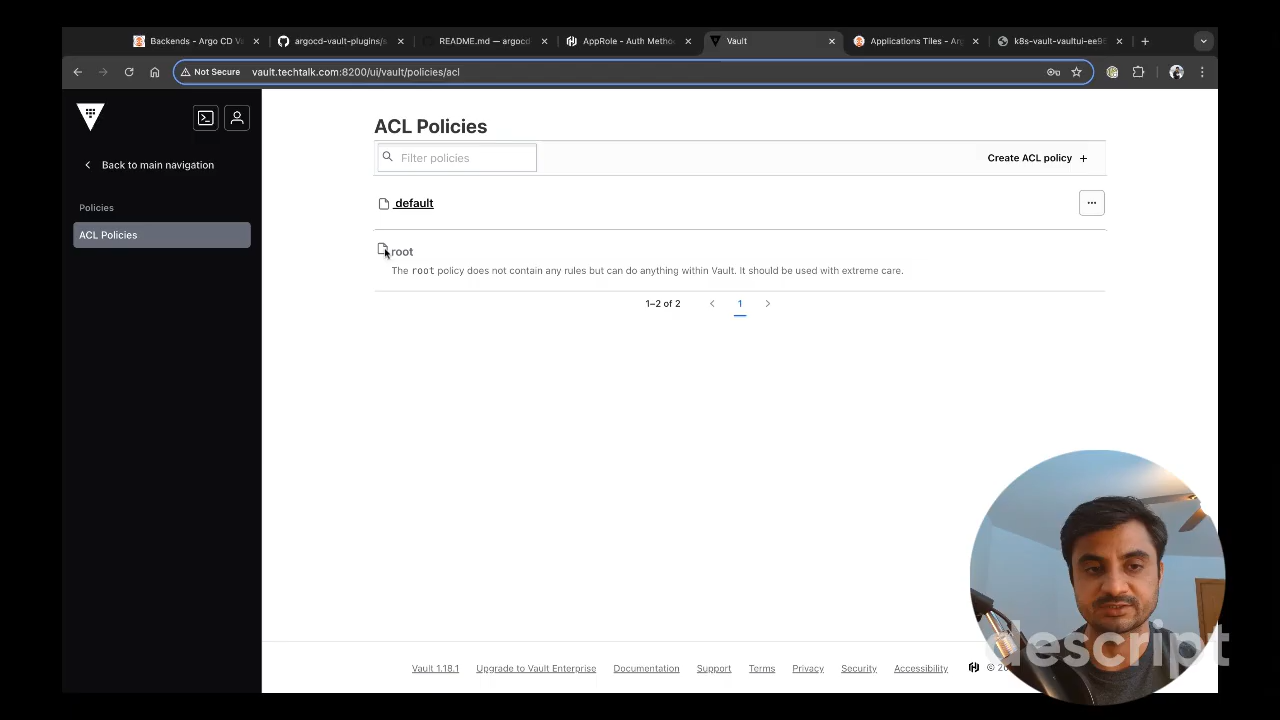 Backends - Argo CD Va
argocd-vault-plugins/s
README.md — argocd
AppRole - Auth Metho
Vault
Applications Tiles - Arg
k8s-vault-vaultui-ee9
Not Secure
vault.techtalk.com:8200/ui/vault/policies/acl
Back to main navigation
Policies
ACL Policies
ACL Policies
Filter policies
Create ACL policy +
default
root
The root policy does not contain any rules but can do anything within Vault. It should be used with extreme care.
1–2 of 2
1
Vault 1.18.1
Upgrade to Vault Enterprise
Documentation
Support
Terms
Privacy
Security
Accessibility
© 20
descript